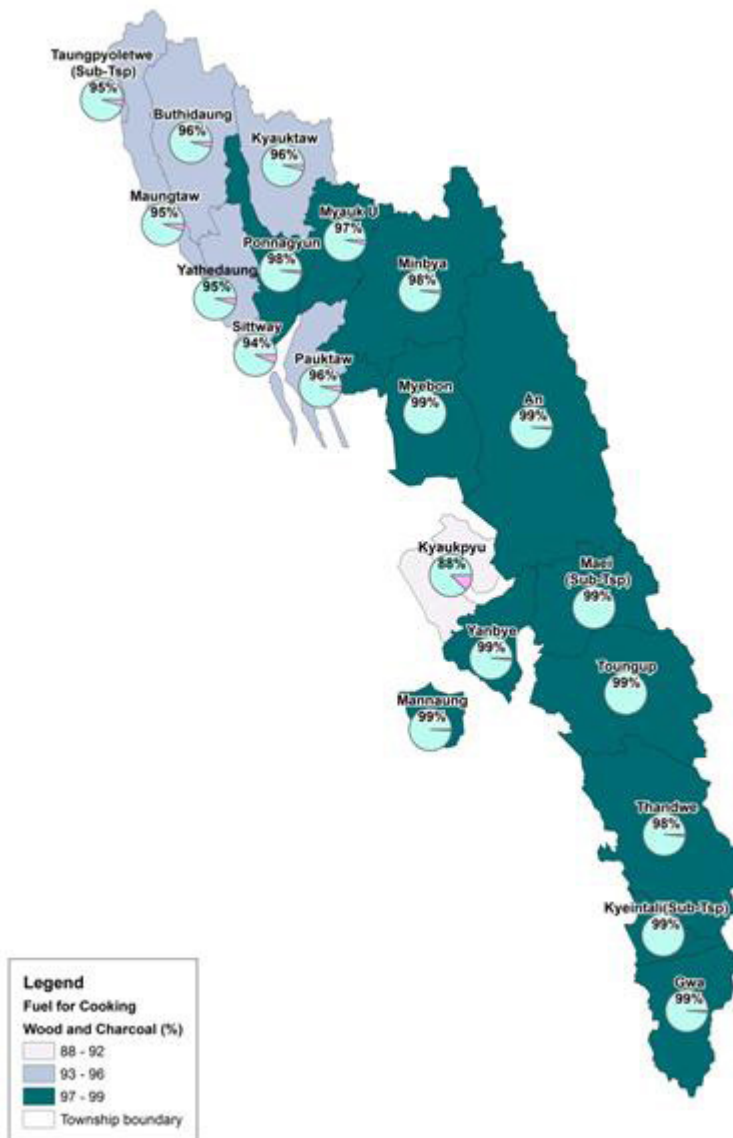 Taungpyoletwe
(Sub-Tsp)
95%
Buthidaung
96%
Kyauktaw
96%
Maungtaw
95%
Myauk U
97%
Ponnagyun
98%
Yathedaung
95%
Minbya
98%
Sittway
94%
Pauktaw
96%
Myebon
99%
An
99%
Kyaukpyu
88%
Maei
(Sub-Tsp)
99%
Yanbye
99%
Toungup
99%
Mannaung
99%
Thandwe
98%
Kyeintali(Sub-Tsp)
99%
Gwa
99%
Legend
Fuel for Cooking
Wood and Charcoal (%)
88 - 92
93 - 96
97 - 99
Township boundary